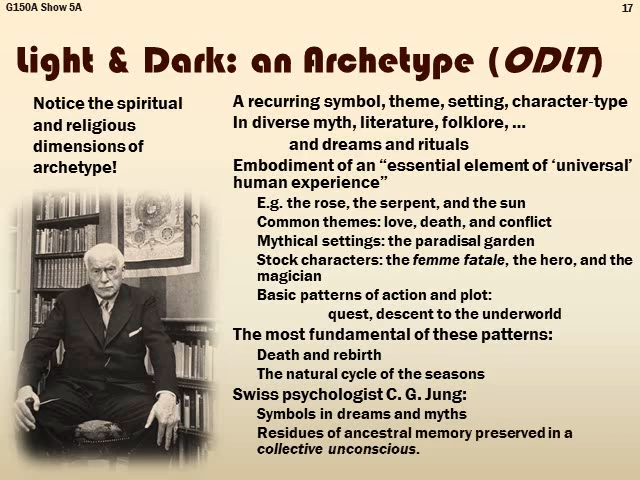 G150A Show 5A
17
Light & Dark: an Archetype (ODLT)
Notice the spiritual
and religious
dimensions of
archetype!
A recurring symbol, theme, setting, character-type
In diverse myth, literature, folklore, ...
and dreams and rituals
Embodiment of an “essential element of ‘universal’
human experience”
E.g. the rose, the serpent, and the sun
Common themes: love, death, and conflict
Mythical settings: the paradisal garden
Stock characters: the femme fatale, the hero, and the
magician
Basic patterns of action and plot:
quest, descent to the underworld
The most fundamental of these patterns:
Death and rebirth
The natural cycle of the seasons
Swiss psychologist C. G. Jung:
Symbols in dreams and myths
Residues of ancestral memory preserved in a
collective unconscious.